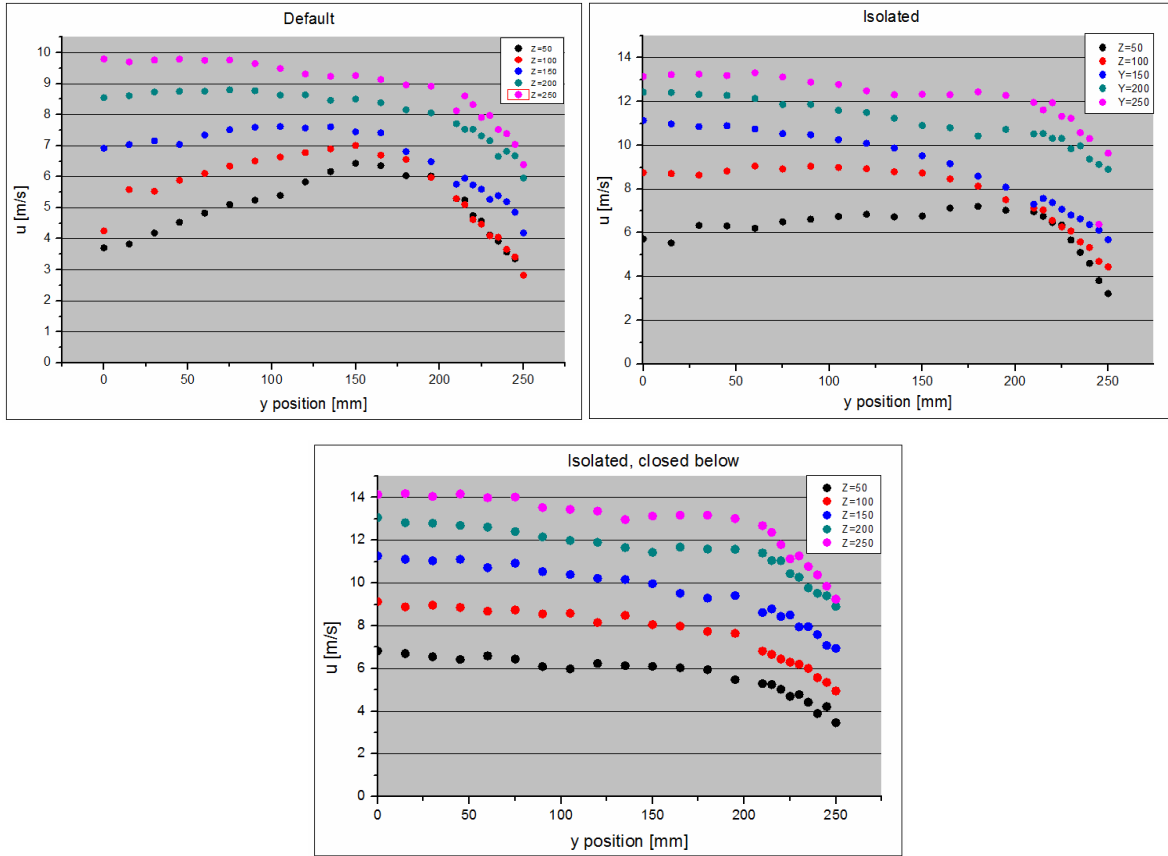 Default
Z=50
Z=100
Z=150
Z=200
Z=250
10
9
8
7
6
5
4
3
2
1
0
u [m/s]
0
50
100
150
200
250
y position [mm]
Isolated
Z=50
Z=100
Y=150
Y=200
Y=250
14
12
10
8
6
4
2
0
u [m/s]
0
50
100
150
200
250
y position [mm]
Isolated, closed below
Z=50
Z=100
Z=150
Z=200
Z=250
14
12
10
8
6
4
2
0
u [m/s]
0
50
100
150
200
250
y position [mm]